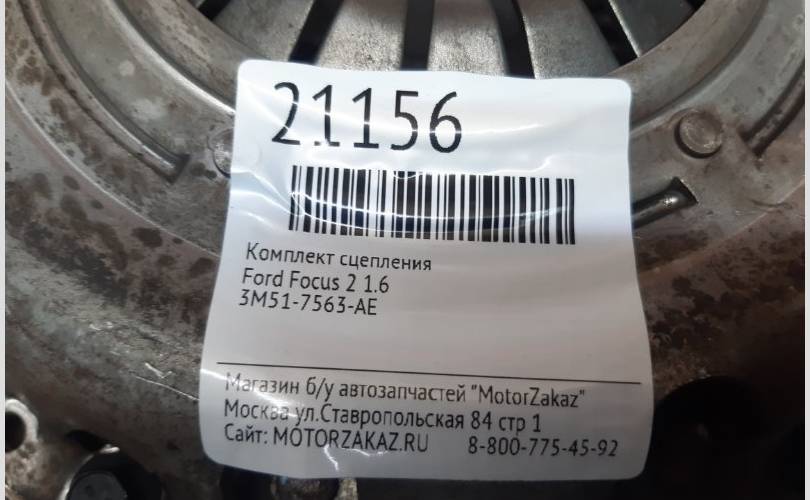 21156
Комплект сцепления
Ford Focus 2 1.6
3M51-7563-AE
Магазин б/у автозапчастей "MotorZakaz"
Москва ул.Ставропольская 84 стр 1
Сайт: MOTORZAKAZ.RU 8-800-775-45-92